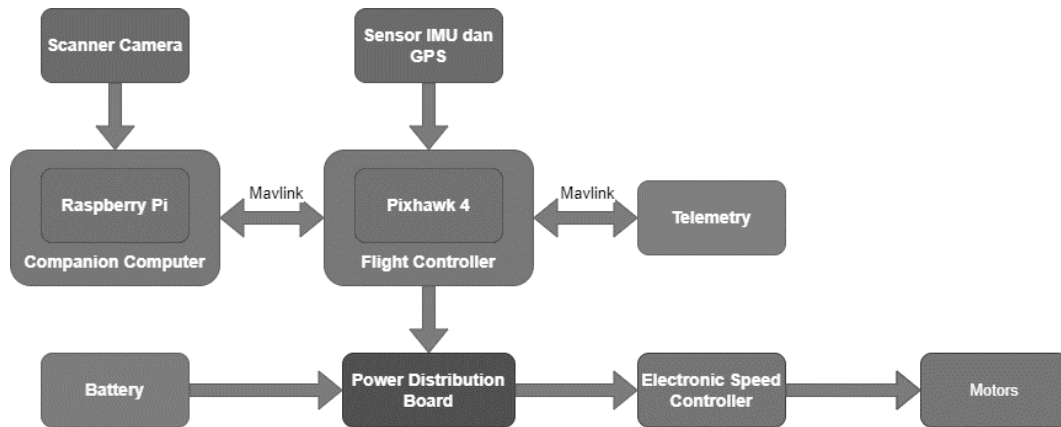 Scanner Camera
Sensor IMU dan
GPS
Raspberry Pi
Companion Computer
Mavlink
Pixhawk 4
Flight Controller
Mavlink
Telemetry
Battery
Power Distribution
Board
Electronic Speed
Controller
Motors